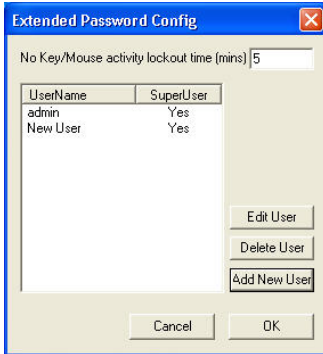 Extended Password Config
No Key/Mouse activity lockout time (mins) 5
UserName SuperUser
admin Yes
New User Yes
Edit User
Delete User
Add New User
Cancel OK